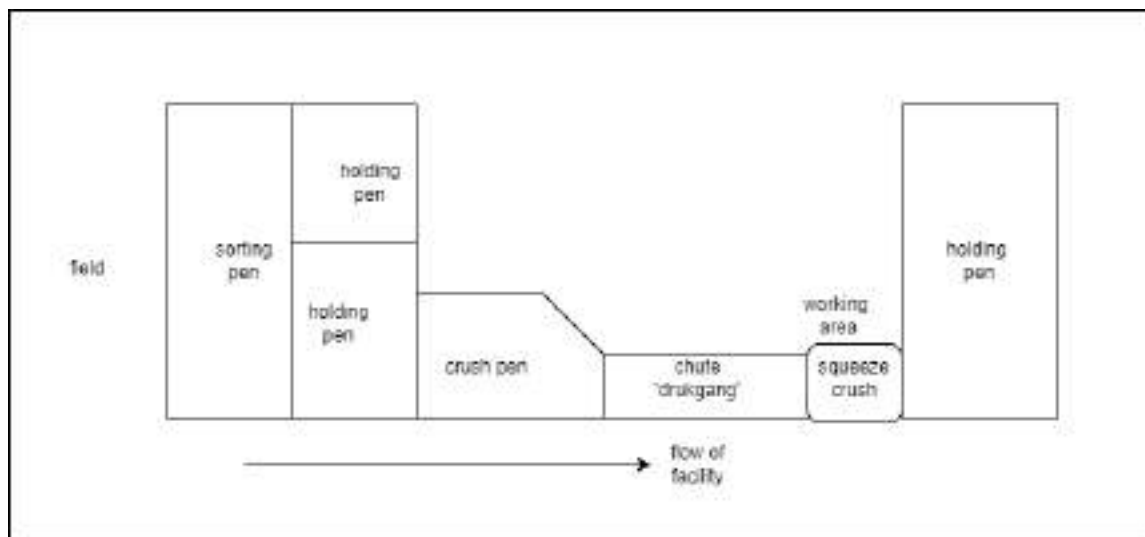 field
sorting
pen
holding
pen
holding
pen
crush pen
chute
"drukgang"
working
area
squeeze
crush
holding
pen
flow of
facility